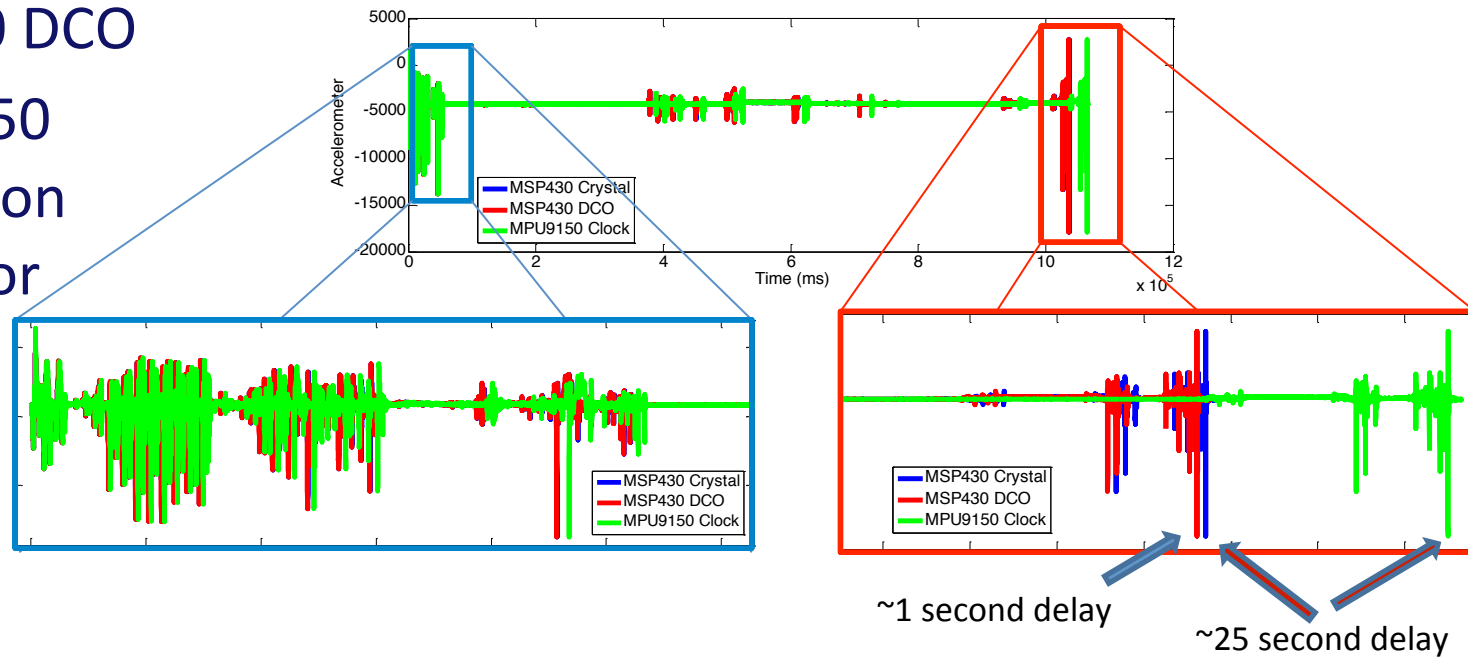 0 DCO
50
on
or
5000
0
-5000
-10000
-15000
-20000
Accelerometer
MSP430 Crystal
MSP430 DCO
MPU9150 Clock
0 2 4 6 8 10 12
Time (ms)
x 10^5
MSP430 Crystal
MSP430 DCO
MPU9150 Clock
MSP430 Crystal
MSP430 DCO
MPU9150 Clock
~1 second delay
~25 second delay